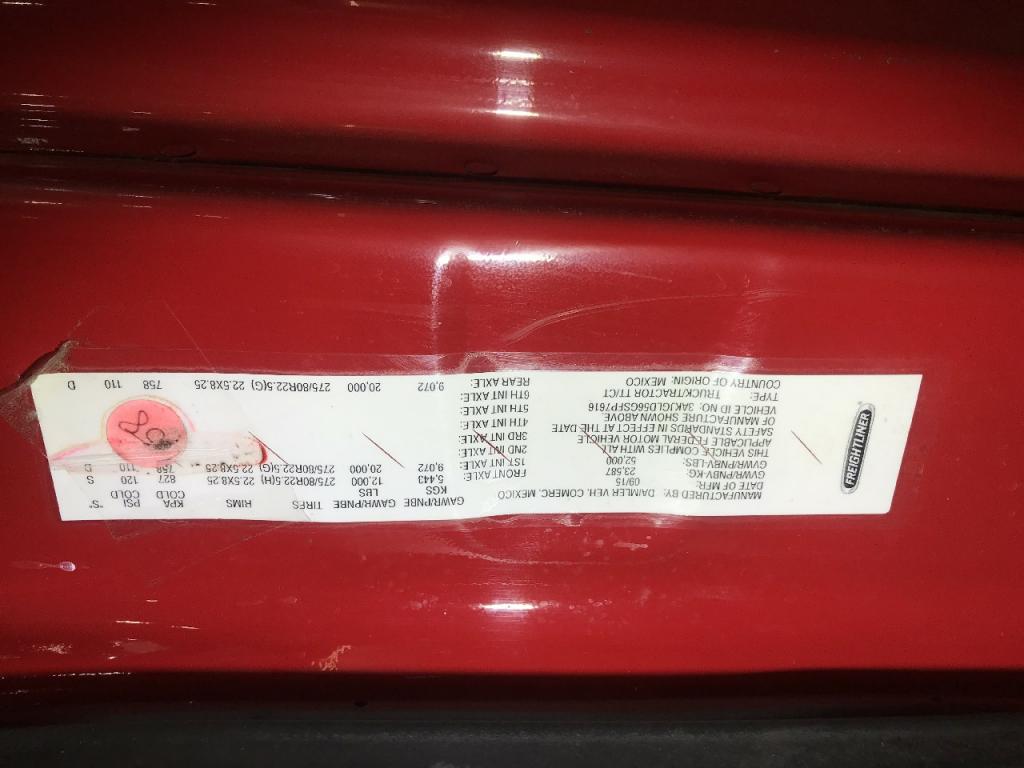 FREIGHTLINER
MANUFACTURED BY: DAIMLER VEH. COMERC. MEXICO
DATE OF MFR: 09/15
GVWR/PNBV-KG: 23,587
GVWR/PNBV-LBS: 52,000
THIS VEHICLE COMPLIES WITH ALL
APPLICABLE FEDERAL MOTOR VEHICLE
SAFETY STANDARDS IN EFFECT AT THE DATE
OF MANUFACTURE SHOWN ABOVE
VEHICLE ID NO. 3AKJGLD56GSFP7616
TYPE: TRUCK/TRACTOR TT/CT
COUNTRY OF ORIGIN: MEXICO
GAWR/PNBE GAWR/PNBE TIRES RIMS KPA PSI "S"
KGS LBS COLD COLD
FRONT AXLE: 5,443 12,000 275/80R22.5(H) 22.5X8.25 827 120 S
1SX INT AXLE: 9,072 20,000 275/80R22.5(G) 22.5X8.25 758 110 D
2ND INT AXLE:
3RD INT AXLE:
4TH INT AXLE:
5TH INT AXLE:
6TH INT AXLE:
REAR AXLE: 9,072 20,000 275/80R22.5(G) 22.5X8.25 758 110 D